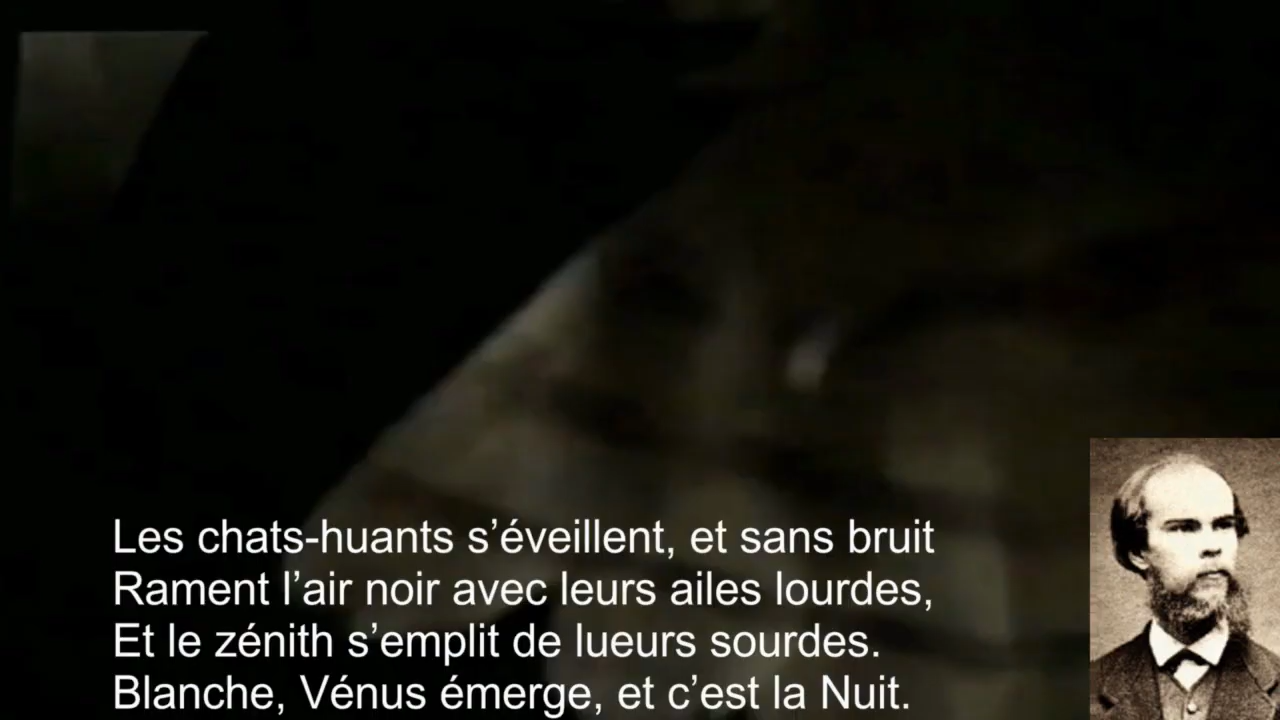 Les chats-huants s’éveillent, et sans bruit
Rament l’air noir avec leurs ailes lourdes,
Et le zénith s’emplit de lueurs sourdes.
Blanche, Vénus émerge, et c’est la Nuit.